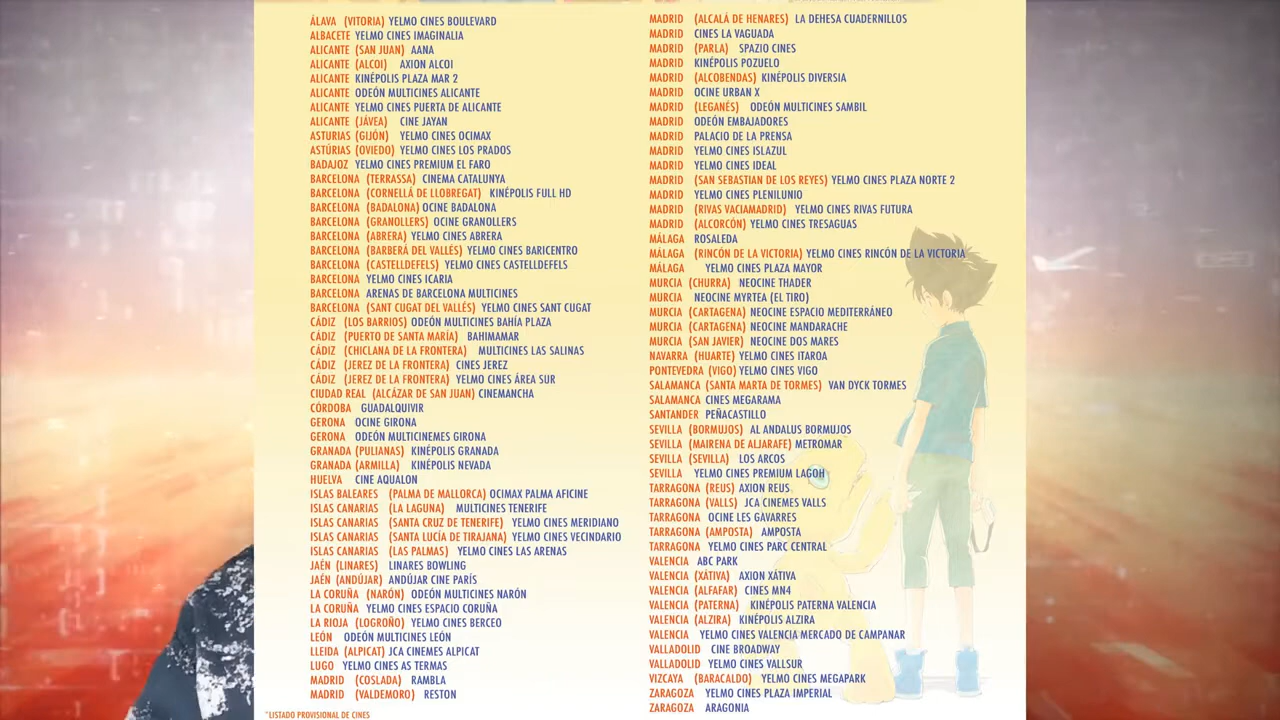 ÁLAVA (VITORIA) YELMO CINES BOULEVARD
ALBACETE YELMO CINES IMAGINALIA
ALICANTE (SAN JUAN) AANA
ALICANTE (ALCOI) AXION ALCOI
ALICANTE KINÉPOLIS PLAZA MAR 2
ALICANTE ODEÓN MULTICINES ALICANTE
ALICANTE YELMO CINES PUERTA DE ALICANTE
ALICANTE (JÁVEA) CINE JAYAN
ASTURIAS (GIJÓN) YELMO CINES OCIMAX
ASTÚRIAS (OVIEDO) YELMO CINES LOS PRADOS
BADAJOZ YELMO CINES PREMIUM EL FARO
BARCELONA (TERRASSA) CINEMA CATALUNYA
BARCELONA (CORNELLÁ DE LLOBREGAT) KINÉPOLIS FULL HD
BARCELONA (BADALONA) OCINE BADALONA
BARCELONA (GRANOLLERS) OCINE GRANOLLERS
BARCELONA (ABRERA) YELMO CINES ABRERA
BARCELONA (BARBERÁ DEL VALLÉS) YELMO CINES BARICENTRO
BARCELONA (CASTELLDEFELS) YELMO CINES CASTELLDEFELS
BARCELONA YELMO CINES ICARIA
BARCELONA ARENAS DE BARCELONA MULTICINES
BARCELONA (SANT CUGAT DEL VALLÉS) YELMO CINES SANT CUGAT
CÁDIZ (LOS BARRIOS) ODEÓN MULTICINES BAHÍA PLAZA
CÁDIZ (PUERTO DE SANTA MARÍA) BAHIMAMAR
CÁDIZ (CHICLANA DE LA FRONTERA) MULTICINES LAS SALINAS
CÁDIZ (JEREZ DE LA FRONTERA) CINES JEREZ
CÁDIZ (JEREZ DE LA FRONTERA) YELMO CINES ÁREA SUR
CIUDAD REAL (ALCÁZAR DE SAN JUAN) CINEMANCHA
CÓRDOBA GUADALQUIVIR
GERONA OCINE GIRONA
GERONA ODEÓN MULTICINEMES GIRONA
GRANADA (PULIANAS) KINÉPOLIS GRANADA
GRANADA (ARMILLA) KINÉPOLIS NEVADA
HUELVA CINE AQUALON
ISLAS BALEARES (PALMA DE MALLORCA) OCIMAX PALMA AFICINE
ISLAS CANARIAS (LA LAGUNA) MULTICINES TENERIFE
ISLAS CANARIAS (SANTA CRUZ DE TENERIFE) YELMO CINES MERIDIANO
ISLAS CANARIAS (SANTA LUCÍA DE TIRAJANA) YELMO CINES VECINDARIO
ISLAS CANARIAS (LAS PALMAS) YELMO CINES LAS ARENAS
JAÉN (LINARES) LINARES BOWLING
JAÉN (ANDÚJAR) ANDÚJAR CINE PARÍS
LA CORUÑA (NARÓN) ODEÓN MULTICINES NARÓN
LA CORUÑA YELMO CINES ESPACIO CORUÑA
LA RIOJA (LOGROÑO) YELMO CINES BERCEO
LEÓN ODEÓN MULTICINES LEÓN
LLEIDA (ALPICAT) JCA CINEMES ALPICAT
LUGO YELMO CINES AS TERMAS
MADRID (COSLADA) RAMBLA
MADRID (VALDEMORO) RESTON
*LISTADO PROVISIONAL DE CINES
MADRID (ALCALÁ DE HENARES) LA DEHESA CUADERNILLOS
MADRID CINES LA VAGUADA
MADRID (PARLA) SPAZIO CINES
MADRID KINÉPOLIS POZUELO
MADRID (ALCOBENDAS) KINÉPOLIS DIVERSIA
MADRID OCINE URBAN X
MADRID (LEGANÉS) ODEÓN MULTICINES SAMBIL
MADRID ODEÓN EMBAJADORES
MADRID PALACIO DE LA PRENSA
MADRID YELMO CINES ISLAZUL
MADRID YELMO CINES IDEAL
MADRID (SAN SEBASTIAN DE LOS REYES) YELMO CINES PLAZA NORTE 2
MADRID YELMO CINES PLENILUNIO
MADRID (RIVAS VACIAMADRID) YELMO CINES RIVAS FUTURA
MADRID (ALCORCÓN) YELMO CINES TRESAGUAS
MÁLAGA ROSALEDA
MÁLAGA (RINCÓN DE LA VICTORIA) YELMO CINES RINCÓN DE LA VICTORIA
MÁLAGA YELMO CINES PLAZA MAYOR
MURCIA (CHURRA) NEOCINE THADER
MURCIA NEOCINE MYRTEA (EL TIRO)
MURCIA (CARTAGENA) NEOCINE ESPACIO MEDITERRÁNEO
MURCIA (CARTAGENA) NEOCINE MANDARACHE
MURCIA (SAN JAVIER) NEOCINE DOS MARES
NAVARRA (HUARTE) YELMO CINES ITAROA
PONTEVEDRA (VIGO) YELMO CINES VIGO
SALAMANCA (SANTA MARTA DE TORMES) VAN DYCK TORMES
SALAMANCA CINES MEGARAMA
SANTANDER PEÑACASTILLO
SEVILLA (BORMUJOS) AL ANDALUS BORMUJOS
SEVILLA (MAIRENA DE ALJARAFE) METROMAR
SEVILLA (SEVILLA) LOS ARCOS
SEVILLA YELMO CINES PREMIUM LAGOH
TARRAGONA (REUS) AXION REUS
TARRAGONA (VALLS) JCA CINEMES VALLS
TARRAGONA OCINE LES GAVARRES
TARRAGONA (AMPOSTA) AMPOSTA
TARRAGONA YELMO CINES PARC CENTRAL
VALENCIA ABC PARK
VALENCIA (XÁTIVA) AXION XÁTIVA
VALENCIA (ALFAFAR) CINES MN4
VALENCIA (PATERNA) KINÉPOLIS PATERNA VALENCIA
VALENCIA (ALZIRA) KINÉPOLIS ALZIRA
VALENCIA YELMO CINES VALENCIA MERCADO DE CAMPANAR
VALLADOLID CINE BROADWAY
VALLADOLID YELMO CINES VALLSUR
VIZCAYA (BARACALDO) YELMO CINES MEGAPARK
ZARAGOZA YELMO CINES PLAZA IMPERIAL
ZARAGOZA ARAGONIA